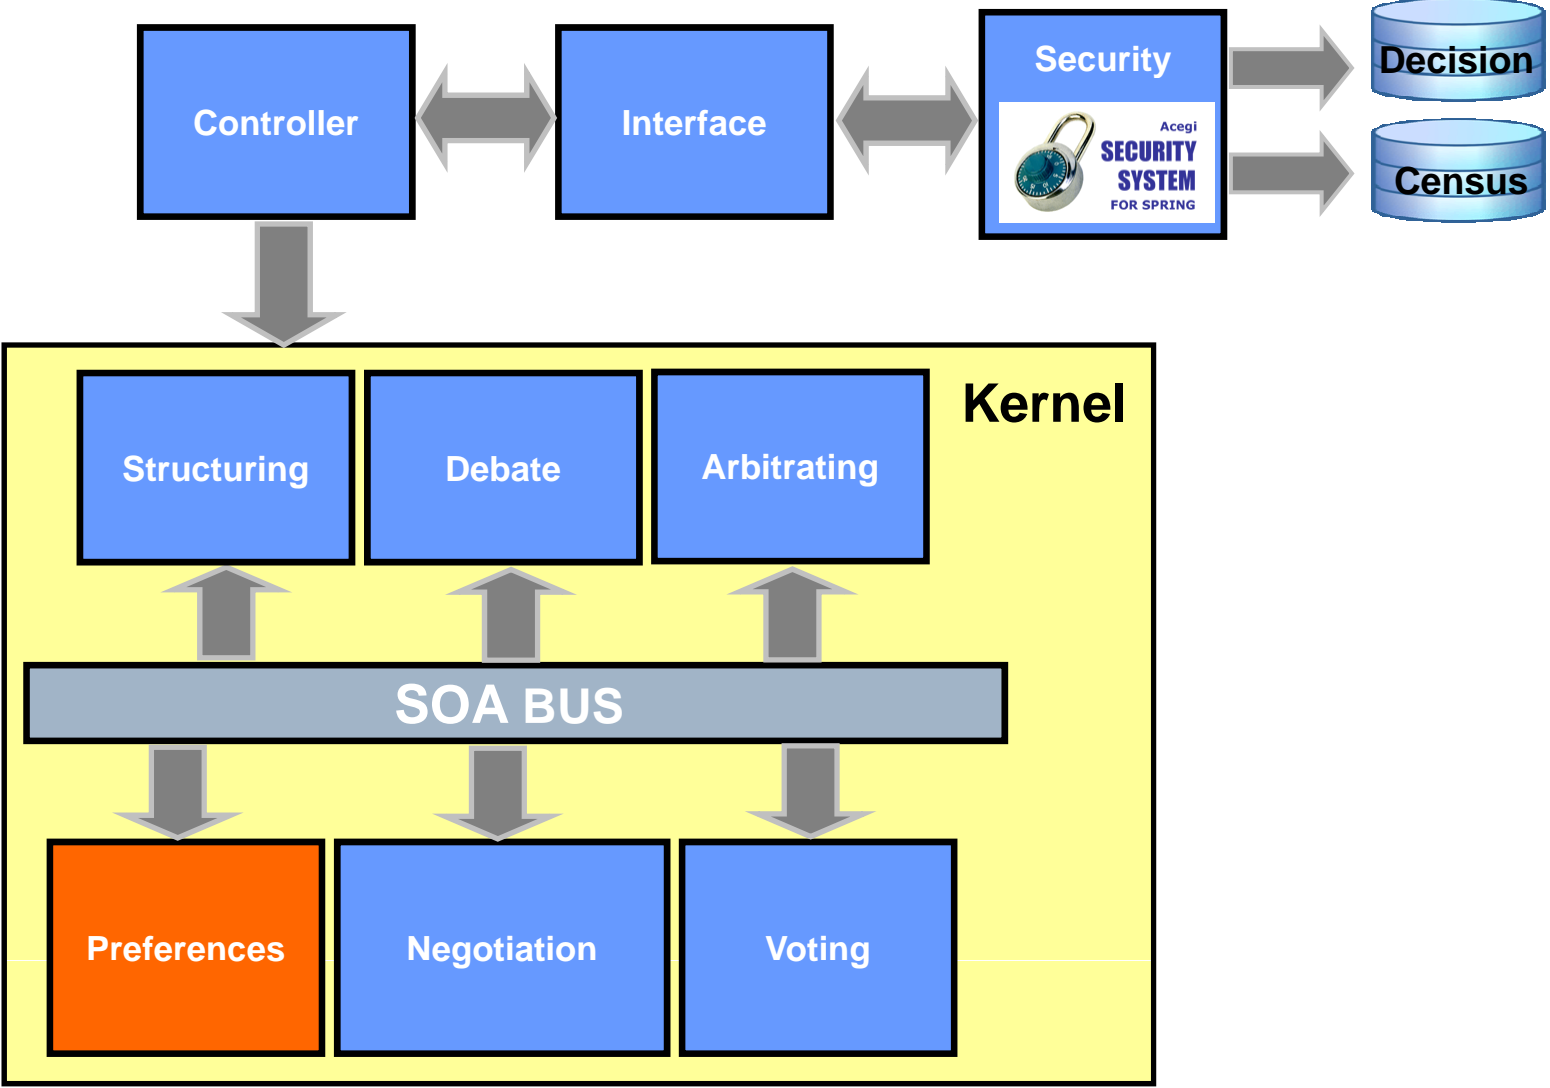 Controller
Interface
Security
Acegi
SECURITY
SYSTEM
FOR SPRING
Decision
Census
Kernel
Structuring
Debate
Arbitrating
SOA BUS
Preferences
Negotiation
Voting